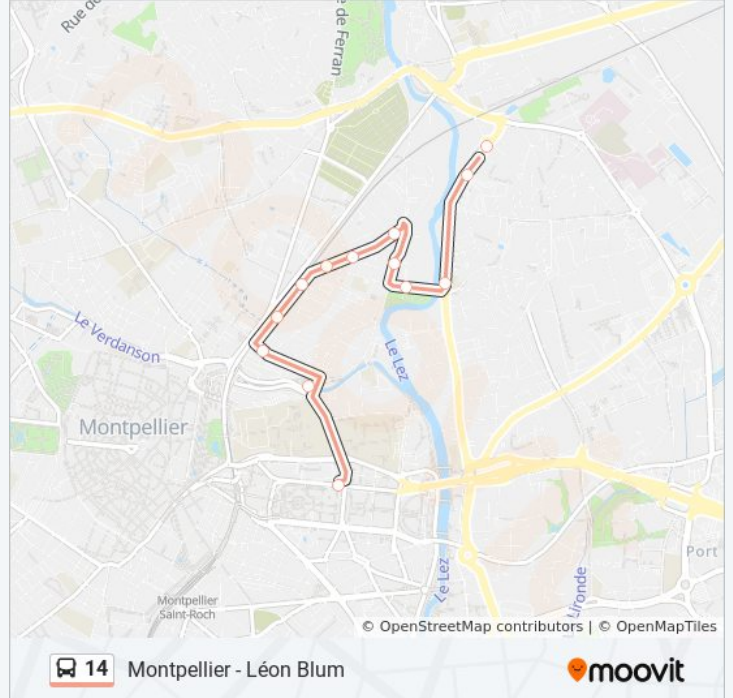 Rue de
e de Ferran
Le Verdanson
Le Lez
Montpellier
Port
Montpellier
Saint-Roch
Le Lez
Lironde
© OpenStreetMap contributors | © OpenMapTiles
14 Montpellier - Léon Blum
moovit